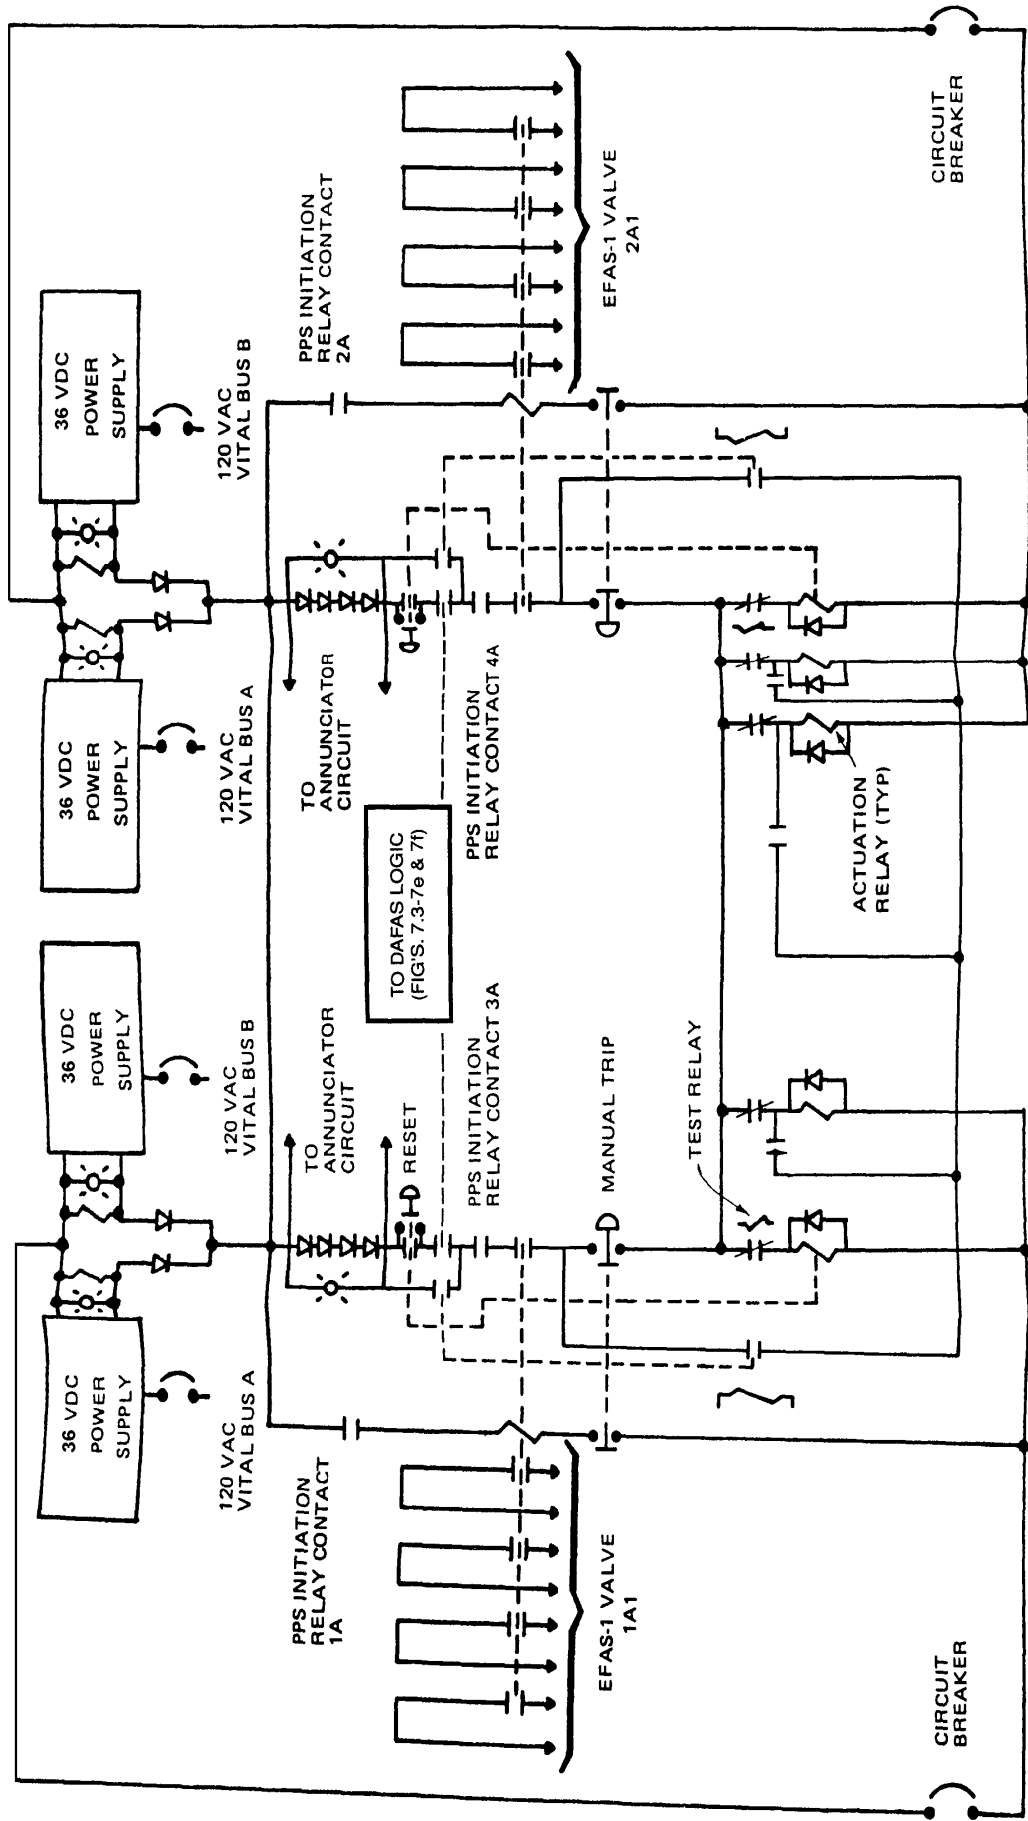 36 VDC
POWER
SUPPLY
120 VAC
VITAL BUS A
36 VDC
POWER
SUPPLY
120 VAC
VITAL BUS B
36 VDC
POWER
SUPPLY
120 VAC
VITAL BUS A
36 VDC
POWER
SUPPLY
120 VAC
VITAL BUS B
PPS INITIATION
RELAY CONTACT
1A
TO
ANNUNCIATOR
CIRCUIT
RESET
TO
ANNUNCIATOR
CIRCUIT
PPS INITIATION
RELAY CONTACT
2A
TO DAFAS LOGIC
(FIG'S. 7.3-7e & 7f)
PPS INITIATION
RELAY CONTACT 3A
PPS INITIATION
RELAY CONTACT 4A
EFAS-1 VALVE
1A1
MANUAL TRIP
EFAS-1 VALVE
2A1
TEST RELAY
ACTUATION
RELAY (TYP)
CIRCUIT
BREAKER
CIRCUIT
BREAKER